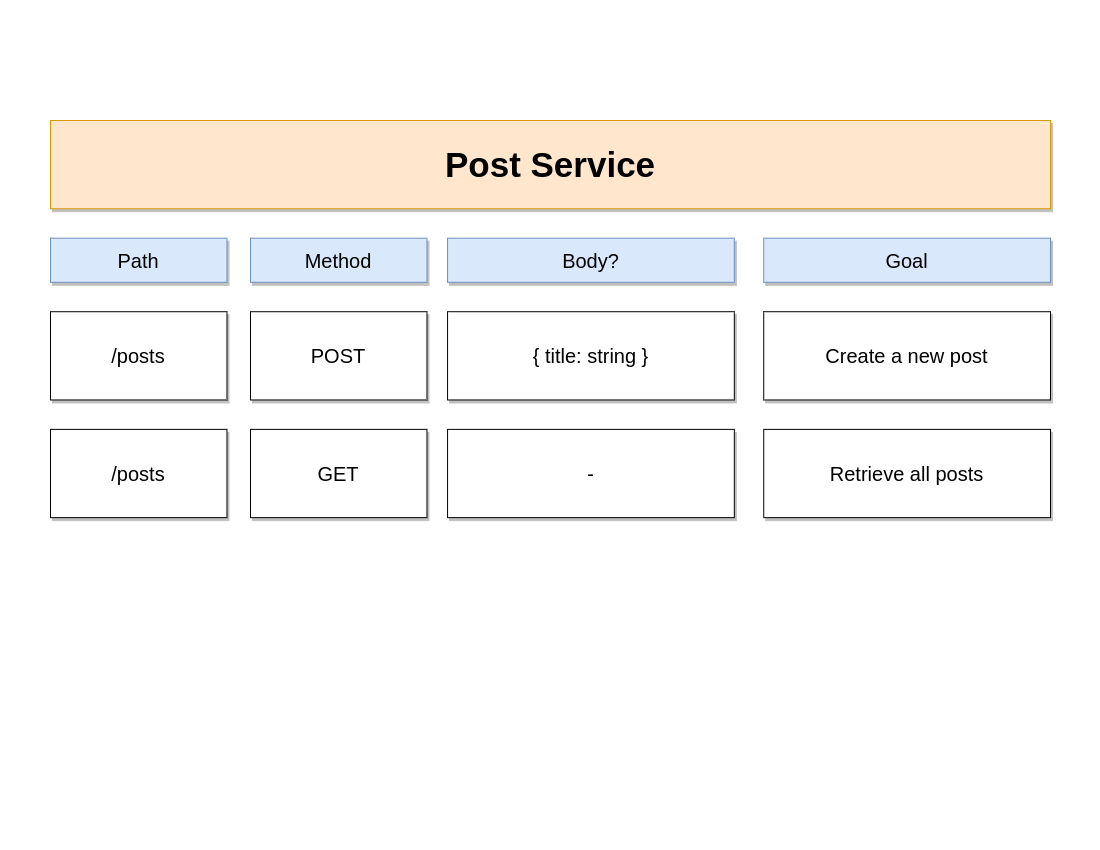 Post Service
Path Method Body? Goal
/posts POST { title: string } Create a new post
/posts GET - Retrieve all posts